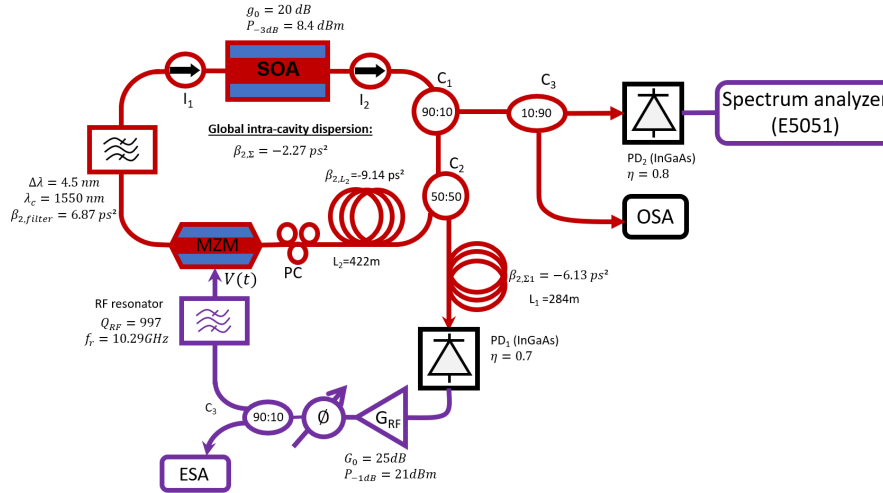 g₀ = 20 dB
P₋₃dB = 8.4 dBm
SOA
I₁
I₂
C₁
90:10
C₃
10:90
Spectrum analyzer
(E5051)
PD₂ (InGaAs)
η = 0.8
OSA
Global intra-cavity dispersion:
β₂,Σ = −2.27 ps²
C₂
50:50
β₂,L₂=-9.14 ps²
L₂=422m
PC
Δλ = 4.5 nm
λc = 1550 nm
β₂,filter = 6.87 ps²
MZM
V(t)
β₂,Σ₁ = −6.13 ps²
L₁ =284m
RF resonator
Q_RF = 997
fᵣ = 10.29GHz
PD₁ (InGaAs)
η = 0.7
C₃
90:10
Ø
G_RF
G₀ = 25dB
P₋₁dB = 21dBm
ESA